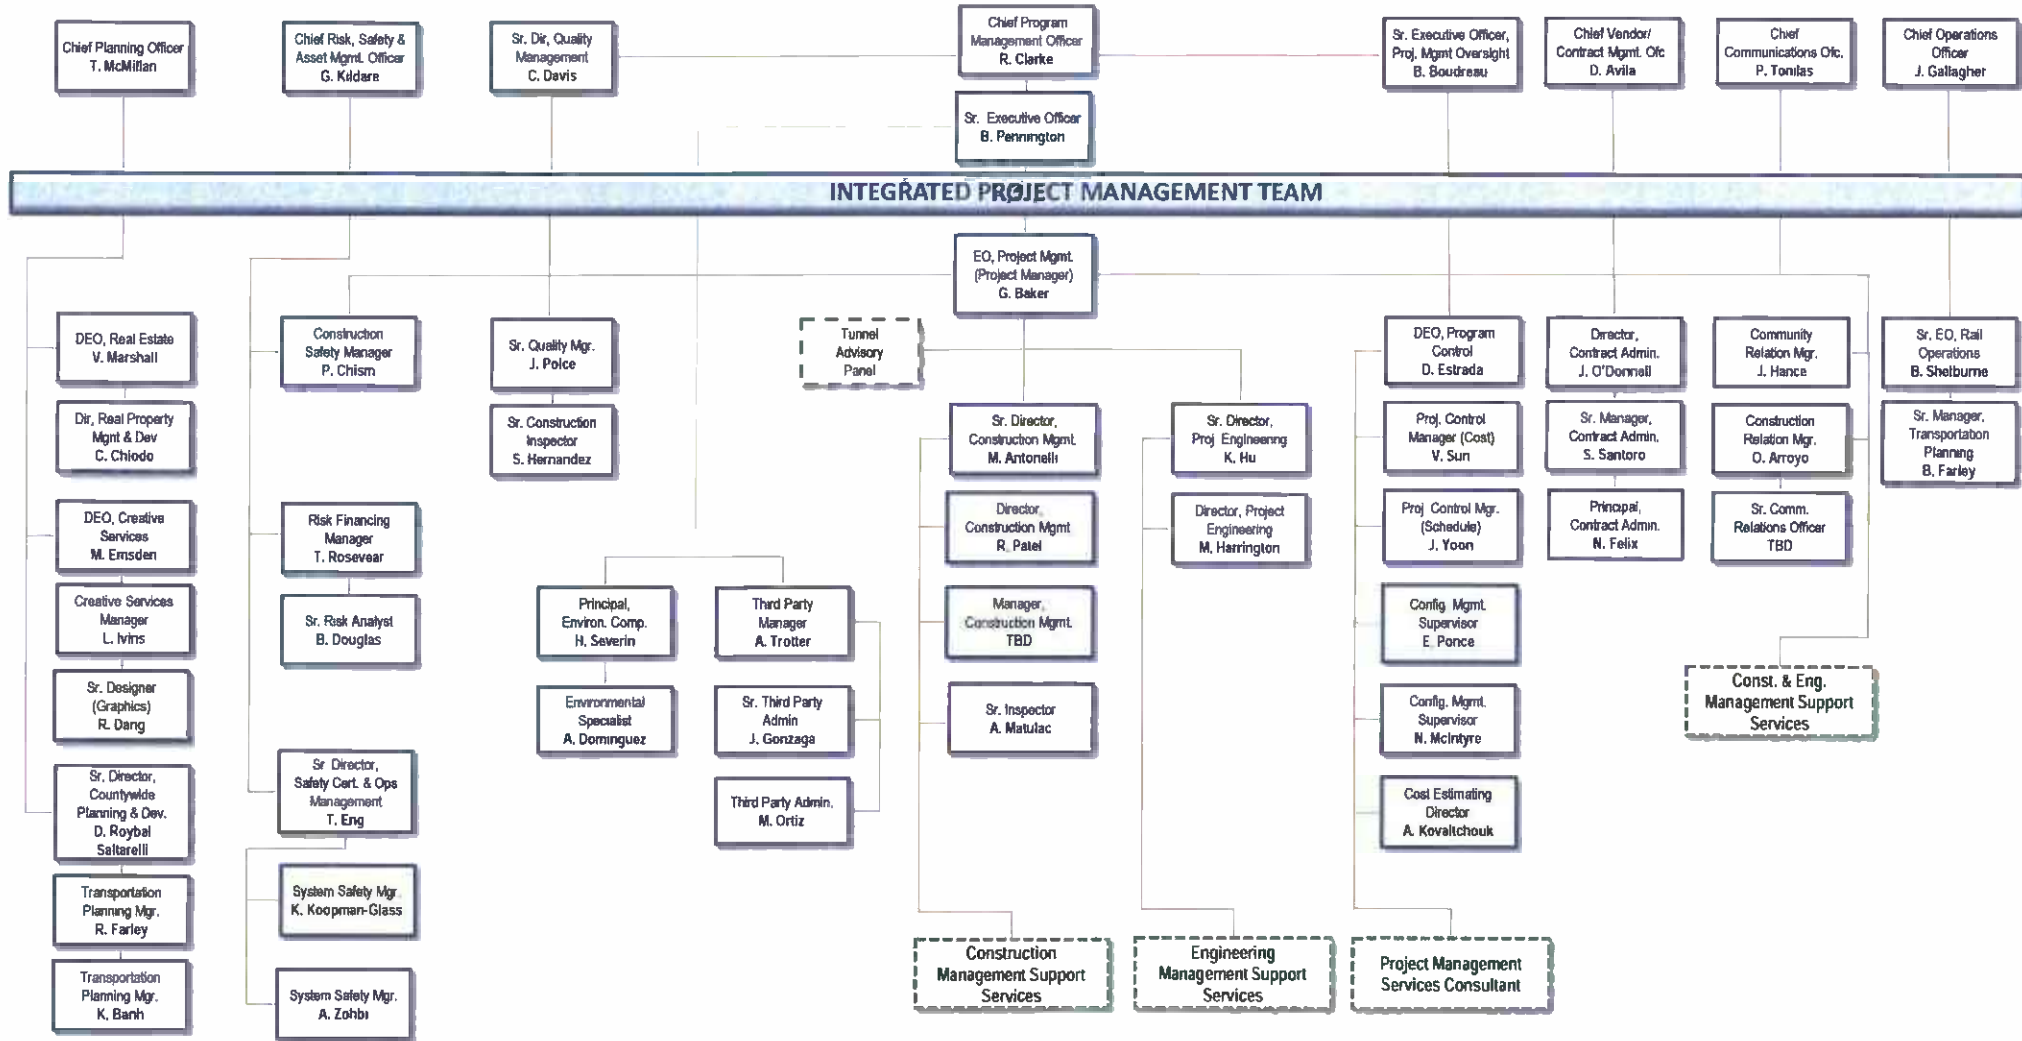 Chief Planning Officer
T. McMillan
Chief Risk, Safety &
Asset Mgmt. Officer
G. Kildare
Sr. Dir, Quality
Management
C. Davis
Chief Program
Management Officer
R. Clarke
Sr. Executive Officer,
Proj. Mgmt Oversight
B. Boudreau
Chief Vendor/
Contract Mgmt. Ofc
D. Avila
Chief
Communications Ofc.
P. Tonilas
Chief Operations
Officer
J. Gallagher
Sr. Executive Officer
B. Pennington
INTEGRATED PROJECT MANAGEMENT TEAM
EO, Project Mgmt.
(Project Manager)
G. Baker
DEO, Real Estate
V. Marshall
Dir, Real Property
Mgnt & Dev
C. Chiodo
DEO, Creative
Services
M. Emsden
Creative Services
Manager
L. Ivins
Sr. Designer
(Graphics)
R. Dang
Sr. Director,
Countywide
Planning & Dev.
D. Roybal
Saltarelli
Transportation
Planning Mgr.
R. Farley
Transportation
Planning Mgr.
K. Banh
Construction
Safety Manager
P. Chism
Risk Financing
Manager
T. Rosevear
Sr. Risk Analyst
B. Douglas
Sr Director,
Safety Cert. & Ops
Management
T. Eng
System Safety Mgr.
K. Koopman-Glass
System Safety Mgr.
A. Zohbi
Sr. Quality Mgr.
J. Polce
Sr. Construction
Inspector
S. Hernandez
Principal,
Environ. Comp.
H. Severin
Environmental
Specialist
A. Dominguez
Third Party
Manager
A. Trotter
Sr. Third Party
Admin
J. Gonzaga
Third Party Admin.
M. Ortiz
Tunnel
Advisory
Panel
Sr. Director,
Construction Mgmt.
M. Antonelli
Director,
Construction Mgmt
R. Patel
Manager,
Construction Mgmt.
TBD
Sr. Inspector
A. Matulac
Construction
Management Support
Services
Sr. Director,
Proj Engineering
K. Hu
Director, Project
Engineering
M. Harrington
Engineering
Management Support
Services
DEO, Program
Control
D. Estrada
Proj. Control
Manager (Cost)
V. Sun
Proj Control Mgr.
(Schedule)
J. Yoon
Config. Mgmt.
Supervisor
E. Ponce
Config. Mgmt.
Supervisor
N. McIntyre
Cost Estimating
Director
A. Kovaltchouk
Project Management
Services Consultant
Director,
Contract Admin.
J. O'Donnell
Sr. Manager,
Contract Admin.
S. Santoro
Principal,
Contract Admin.
N. Felix
Community
Relation Mgr.
J. Hance
Construction
Relation Mgr.
O. Arroyo
Sr. Comm.
Relations Officer
TBD
Const. & Eng.
Management Support
Services
Sr. EO, Rail
Operations
B. Shelburne
Sr. Manager,
Transportation
Planning
B. Farley